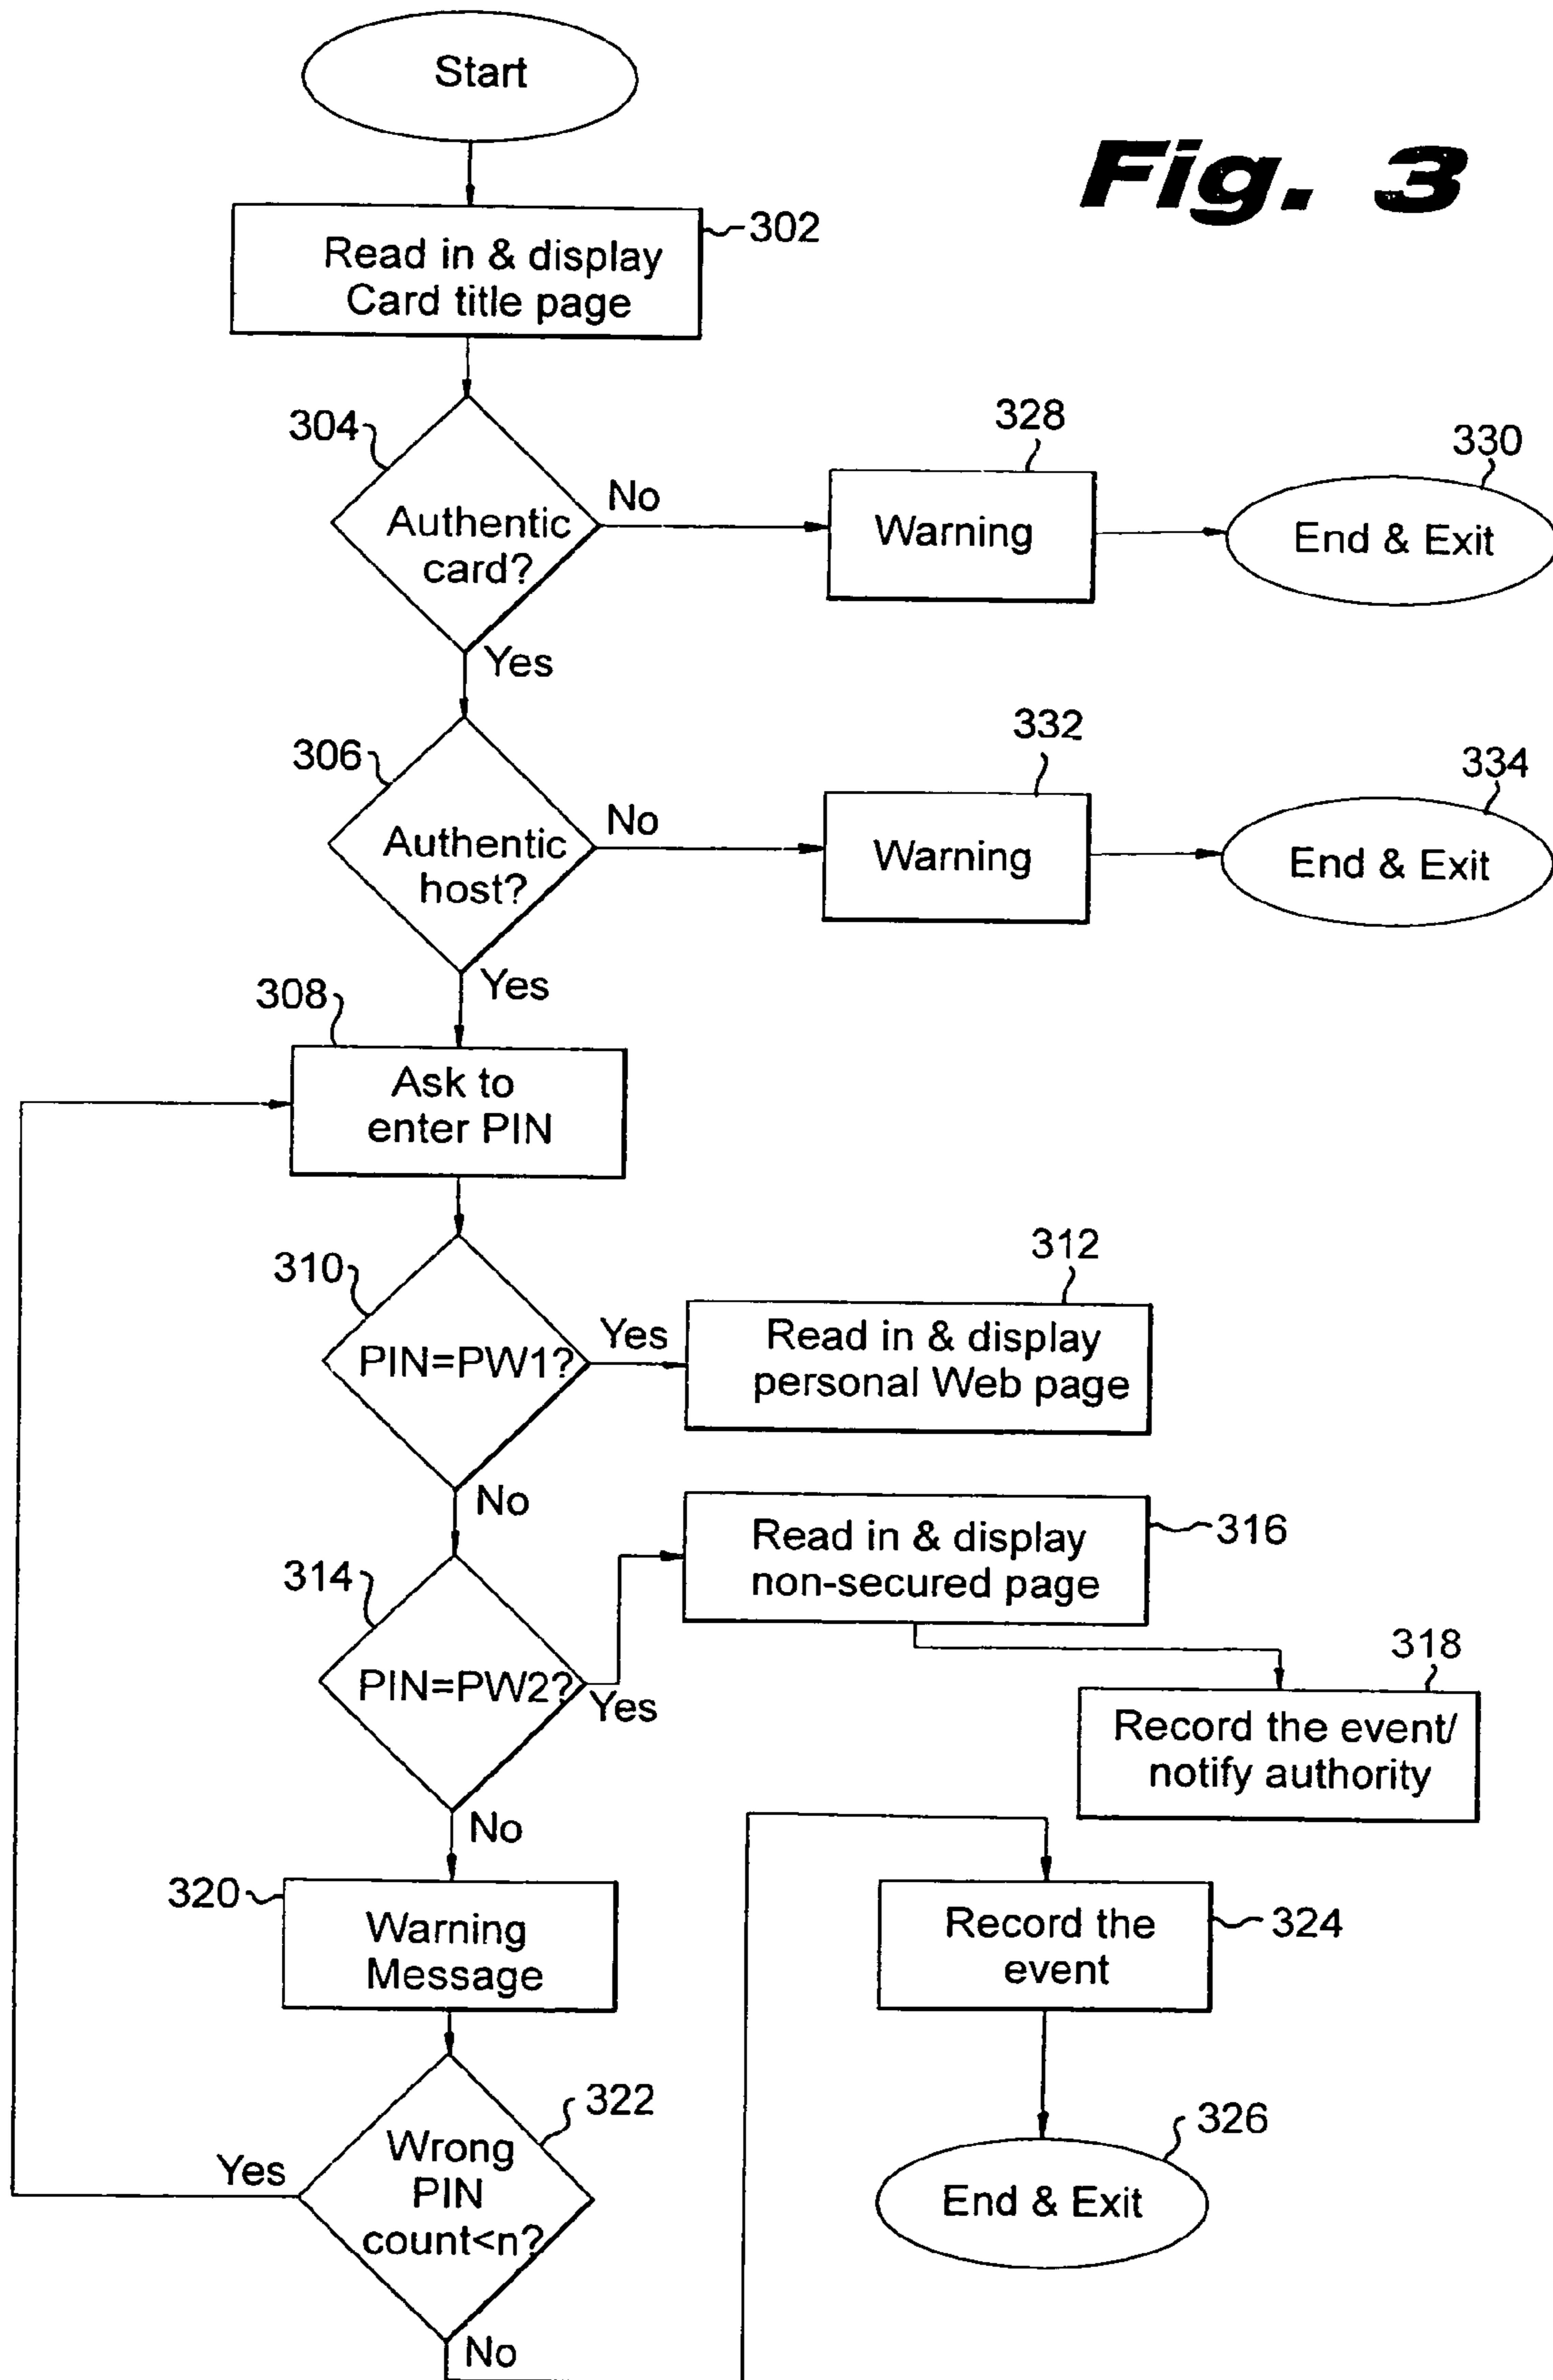 Start
Fig. 3
302
Read in & display
Card title page
304
Authentic
card?
No
328
Warning
330
End & Exit
Yes
306
Authentic
host?
No
332
Warning
334
End & Exit
Yes
308
Ask to
enter PIN
310
PIN=PW1?
Yes
312
Read in & display
personal Web page
No
314
PIN=PW2?
Yes
Read in & display
non-secured page
316
318
Record the event/
notify authority
No
320
Warning
Message
Record the
event
324
322
Wrong
PIN
count<n?
Yes
326
End & Exit
No